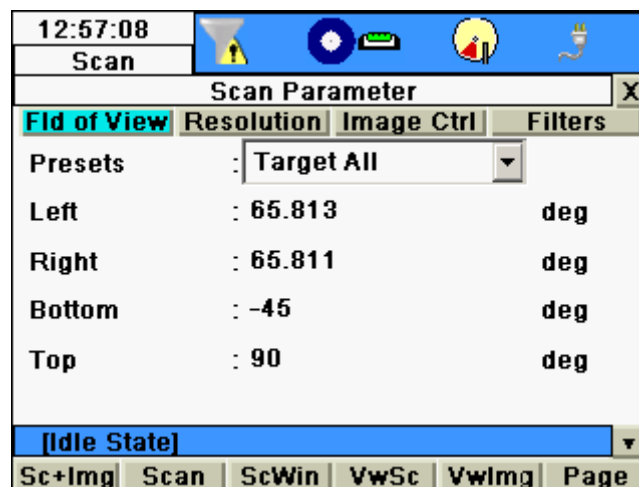 12:57:08
Scan
Scan Parameter X
Fld of View Resolution Image Ctrl Filters
Presets : Target All
Left : 65.813 deg
Right : 65.811 deg
Bottom : -45 deg
Top : 90 deg
[Idle State]
Sc+Img Scan ScWin VwSc VwImg Page